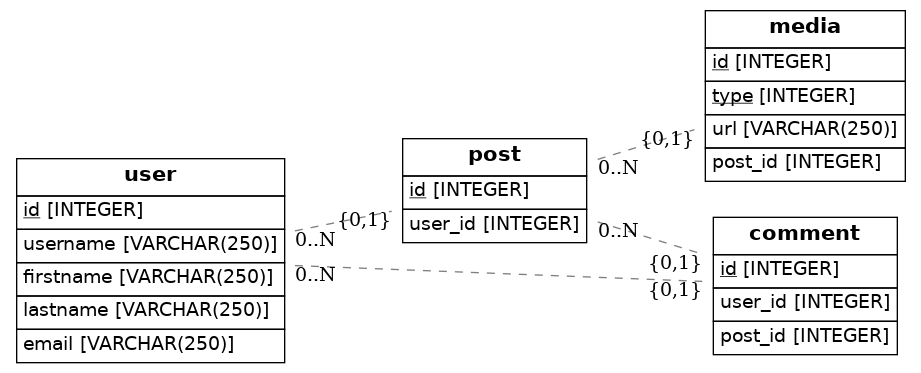 user
id [INTEGER]
username [VARCHAR(250)]
firstname [VARCHAR(250)]
lastname [VARCHAR(250)]
email [VARCHAR(250)]
0..N
{0,1}
0..N
{0,1}
post
id [INTEGER]
user_id [INTEGER]
0..N
{0,1}
0..N
{0,1}
media
id [INTEGER]
type [INTEGER]
url [VARCHAR(250)]
post_id [INTEGER]
comment
id [INTEGER]
user_id [INTEGER]
post_id [INTEGER]